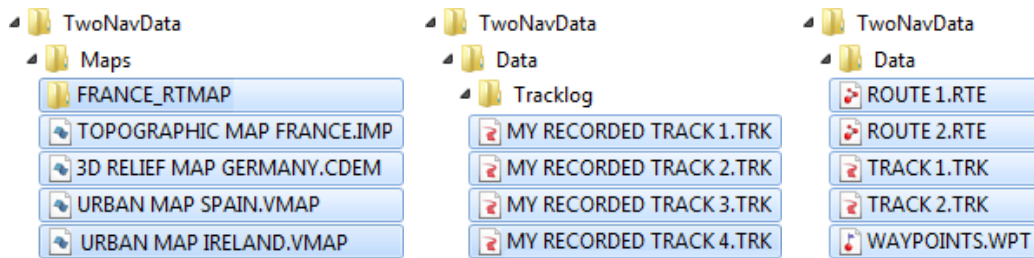 TwoNavData
Maps
FRANCE_RTMAP
TOPOGRAPHIC MAP FRANCE.IMP
3D RELIEF MAP GERMANY.CDEM
URBAN MAP SPAIN.VMAP
URBAN MAP IRELAND.VMAP
TwoNavData
Data
Tracklog
MY RECORDED TRACK 1.TRK
MY RECORDED TRACK 2.TRK
MY RECORDED TRACK 3.TRK
MY RECORDED TRACK 4.TRK
TwoNavData
Data
ROUTE 1.RTE
ROUTE 2.RTE
TRACK 1.TRK
TRACK 2.TRK
WAYPOINTS.WPT